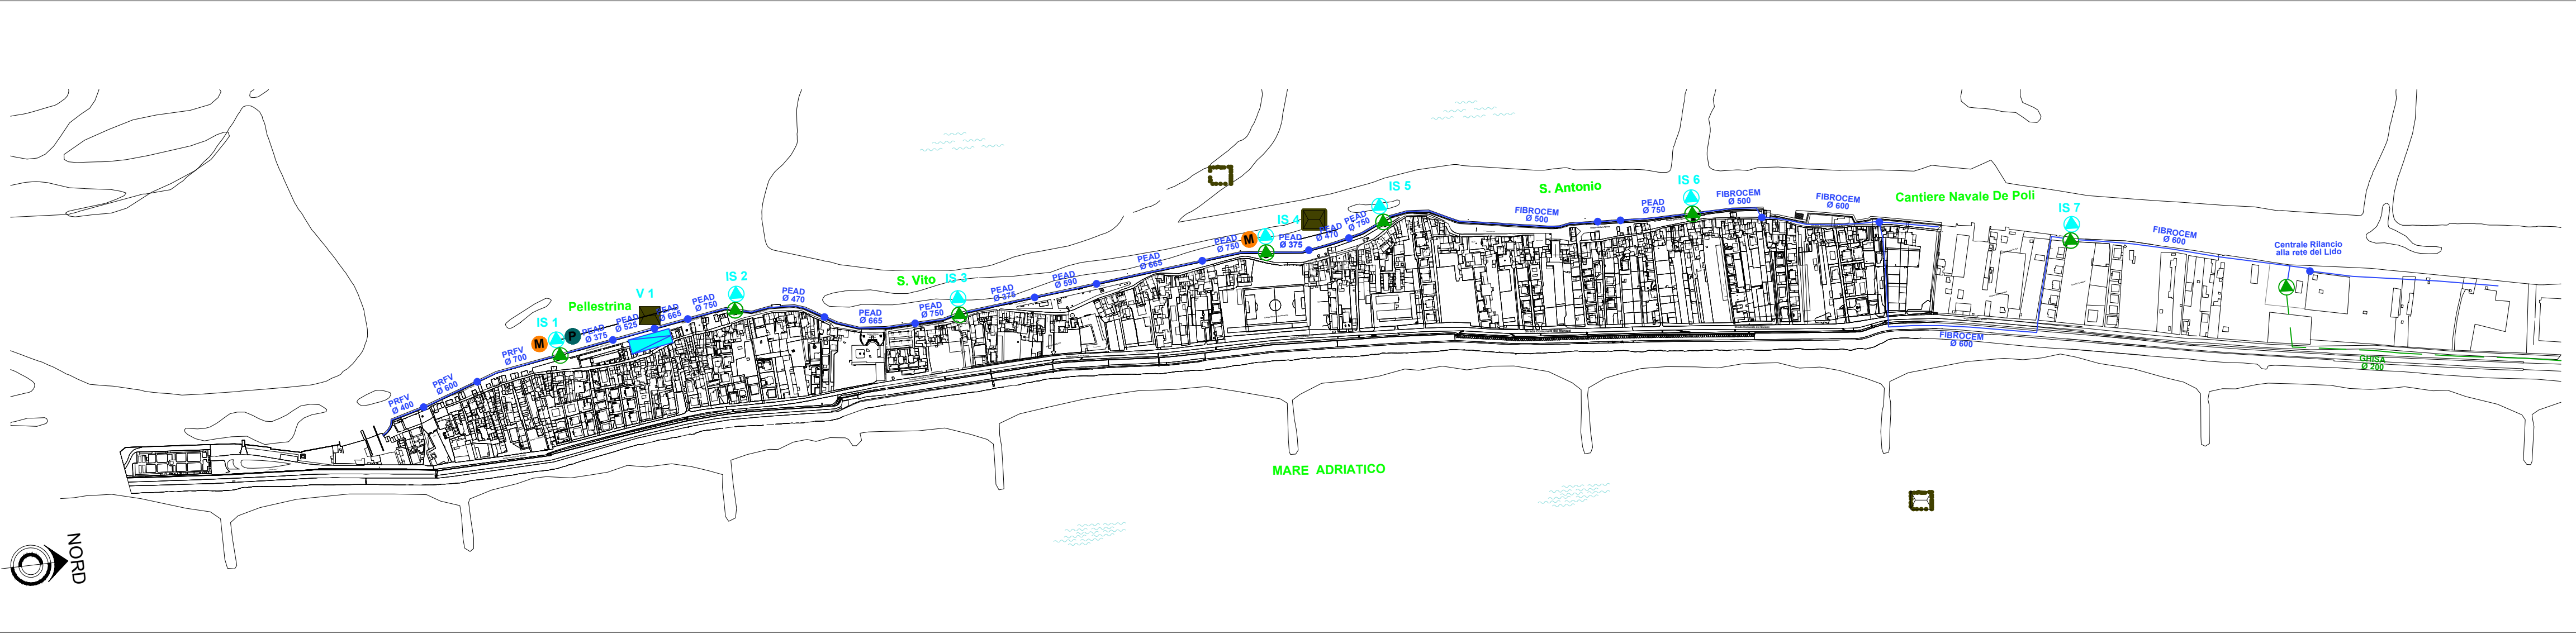 PRFV
Ø 400
PRFV
Ø 600
PRFV
Ø 700
M
IS 1
P
PEAD
Ø 375
Pellestrina
PEAD
Ø 525
V 1
PEAD
Ø 665
PEAD
Ø 750
IS 2
PEAD
Ø 470
PEAD
Ø 665
S. Vito
PEAD
Ø 750
IS 3
PEAD
Ø 375
PEAD
Ø 590
PEAD
Ø 665
PEAD
Ø 750
M
IS 4
PEAD
Ø 375
PEAD
Ø 470
PEAD
Ø 750
IS 5
FIBROCEM
Ø 500
S. Antonio
PEAD
Ø 750
IS 6
FIBROCEM
Ø 500
FIBROCEM
Ø 600
Cantiere Navale De Poli
FIBROCEM
Ø 600
IS 7
FIBROCEM
Ø 600
Centrale Rilancio
alla rete del Lido
GHISA
Ø 200
MARE ADRIATICO
NORD